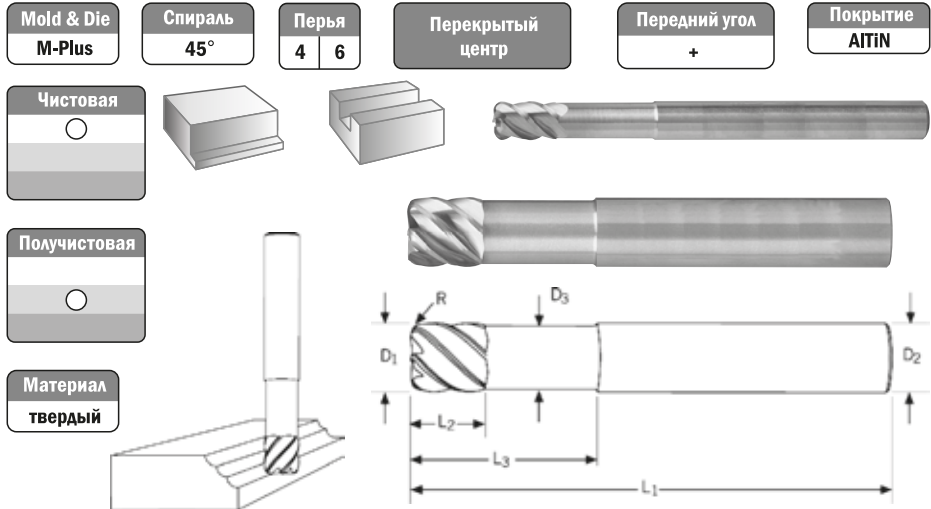 Mold & Die
M-Plus
Спираль
45°
Перья
4 6
Перекрытый
центр
Передний угол
+
Покрытие
AlTiN
Чистовая
Получистовая
Материал
твердый
R
D3
D1
D2
L2
L3
L1